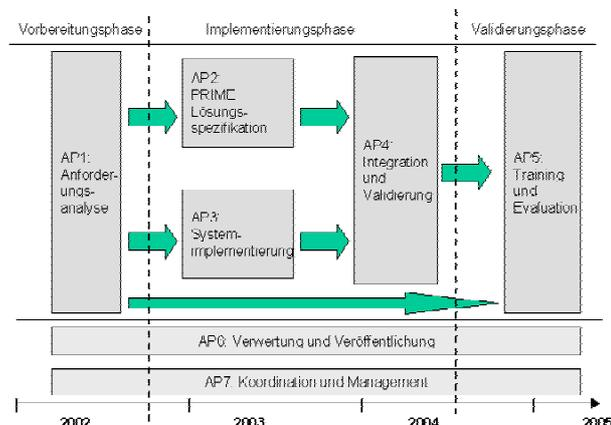 Vorbereitungsphase
Implementierungsphase
Validierungsphase
AP1:
Anforder-
ungs-
analyse
AP2:
PRIME
Lösungs-
spezifikation
AP3:
System-
implementierung
AP4:
Integration
und
Validierung
AP5:
Training
und
Evaluation
AP6: Verwertung und Veröffentlichung
AP7: Koordination und Management
2002
2003
2004
2005